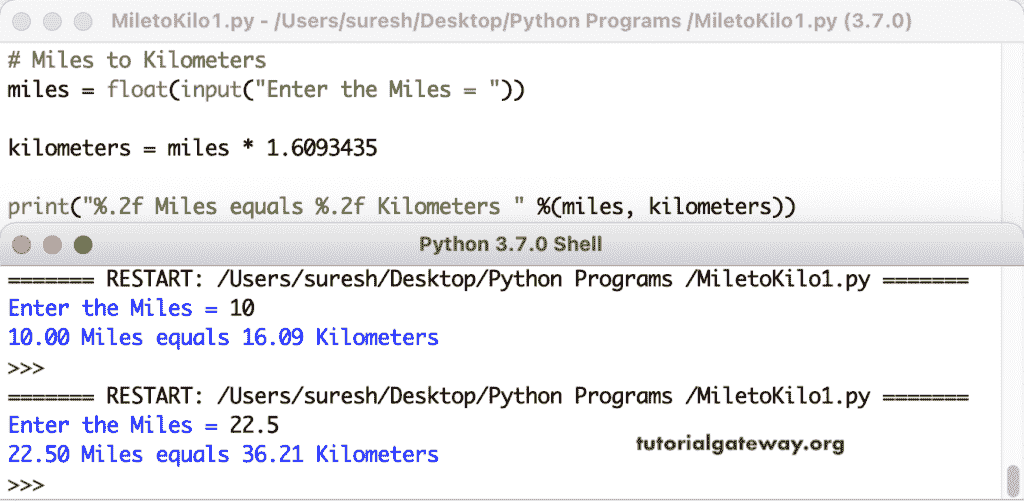 MiletoKilo1.py - /Users/suresh/Desktop/Python Programs /MiletoKilo1.py (3.7.0)
# Miles to Kilometers
miles = float(input("Enter the Miles = "))
kilometers = miles * 1.6093435
print("%.2f Miles equals %.2f Kilometers " %(miles, kilometers))
Python 3.7.0 Shell
======= RESTART: /Users/suresh/Desktop/Python Programs /MiletoKilo1.py =======
Enter the Miles = 10
10.00 Miles equals 16.09 Kilometers
>>>
======= RESTART: /Users/suresh/Desktop/Python Programs /MiletoKilo1.py =======
Enter the Miles = 22.5
22.50 Miles equals 36.21 Kilometers
tutorialgateway.org
>>>